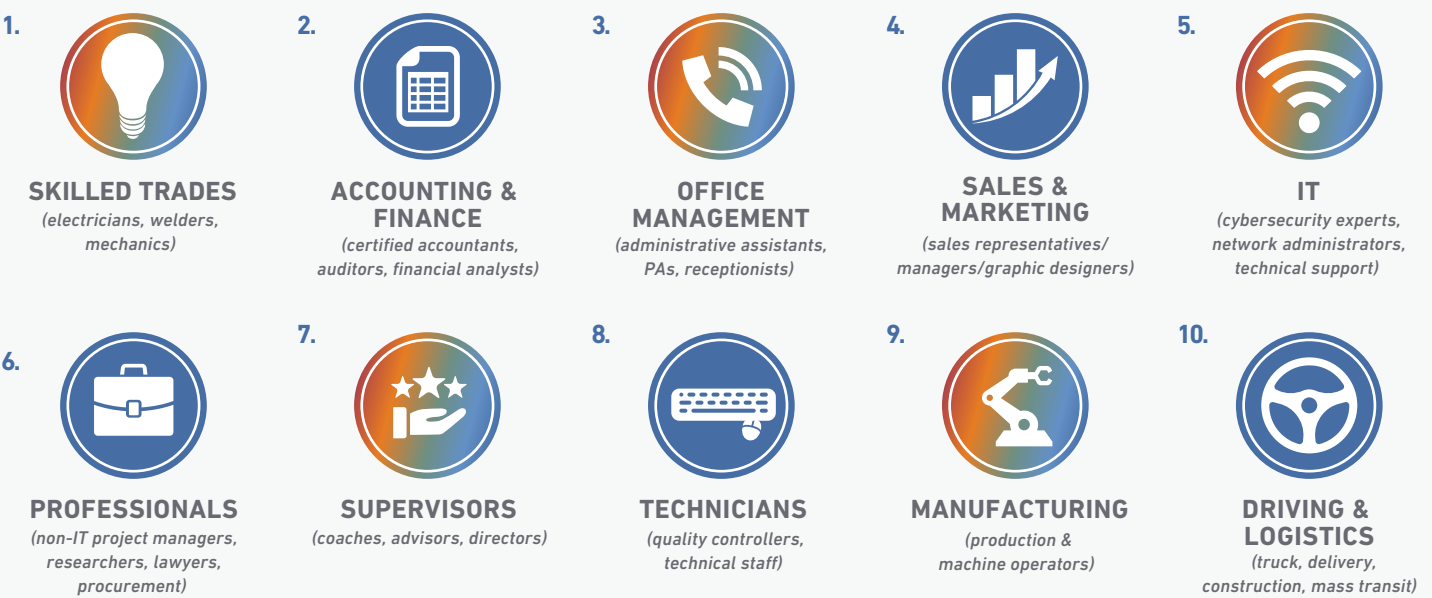 1.
SKILLED TRADES
(electricians, welders,
mechanics)
2.
ACCOUNTING &
FINANCE
(certified accountants,
auditors, financial analysts)
3.
OFFICE
MANAGEMENT
(administrative assistants,
PAs, receptionists)
4.
SALES &
MARKETING
(sales representatives/
managers/graphic designers)
5.
IT
(cybersecurity experts,
network administrators,
technical support)
6.
PROFESSIONALS
(non-IT project managers,
researchers, lawyers,
procurement)
7.
SUPERVISORS
(coaches, advisors, directors)
8.
TECHNICIANS
(quality controllers,
technical staff)
9.
MANUFACTURING
(production &
machine operators)
10.
DRIVING &
LOGISTICS
(truck, delivery,
construction, mass transit)